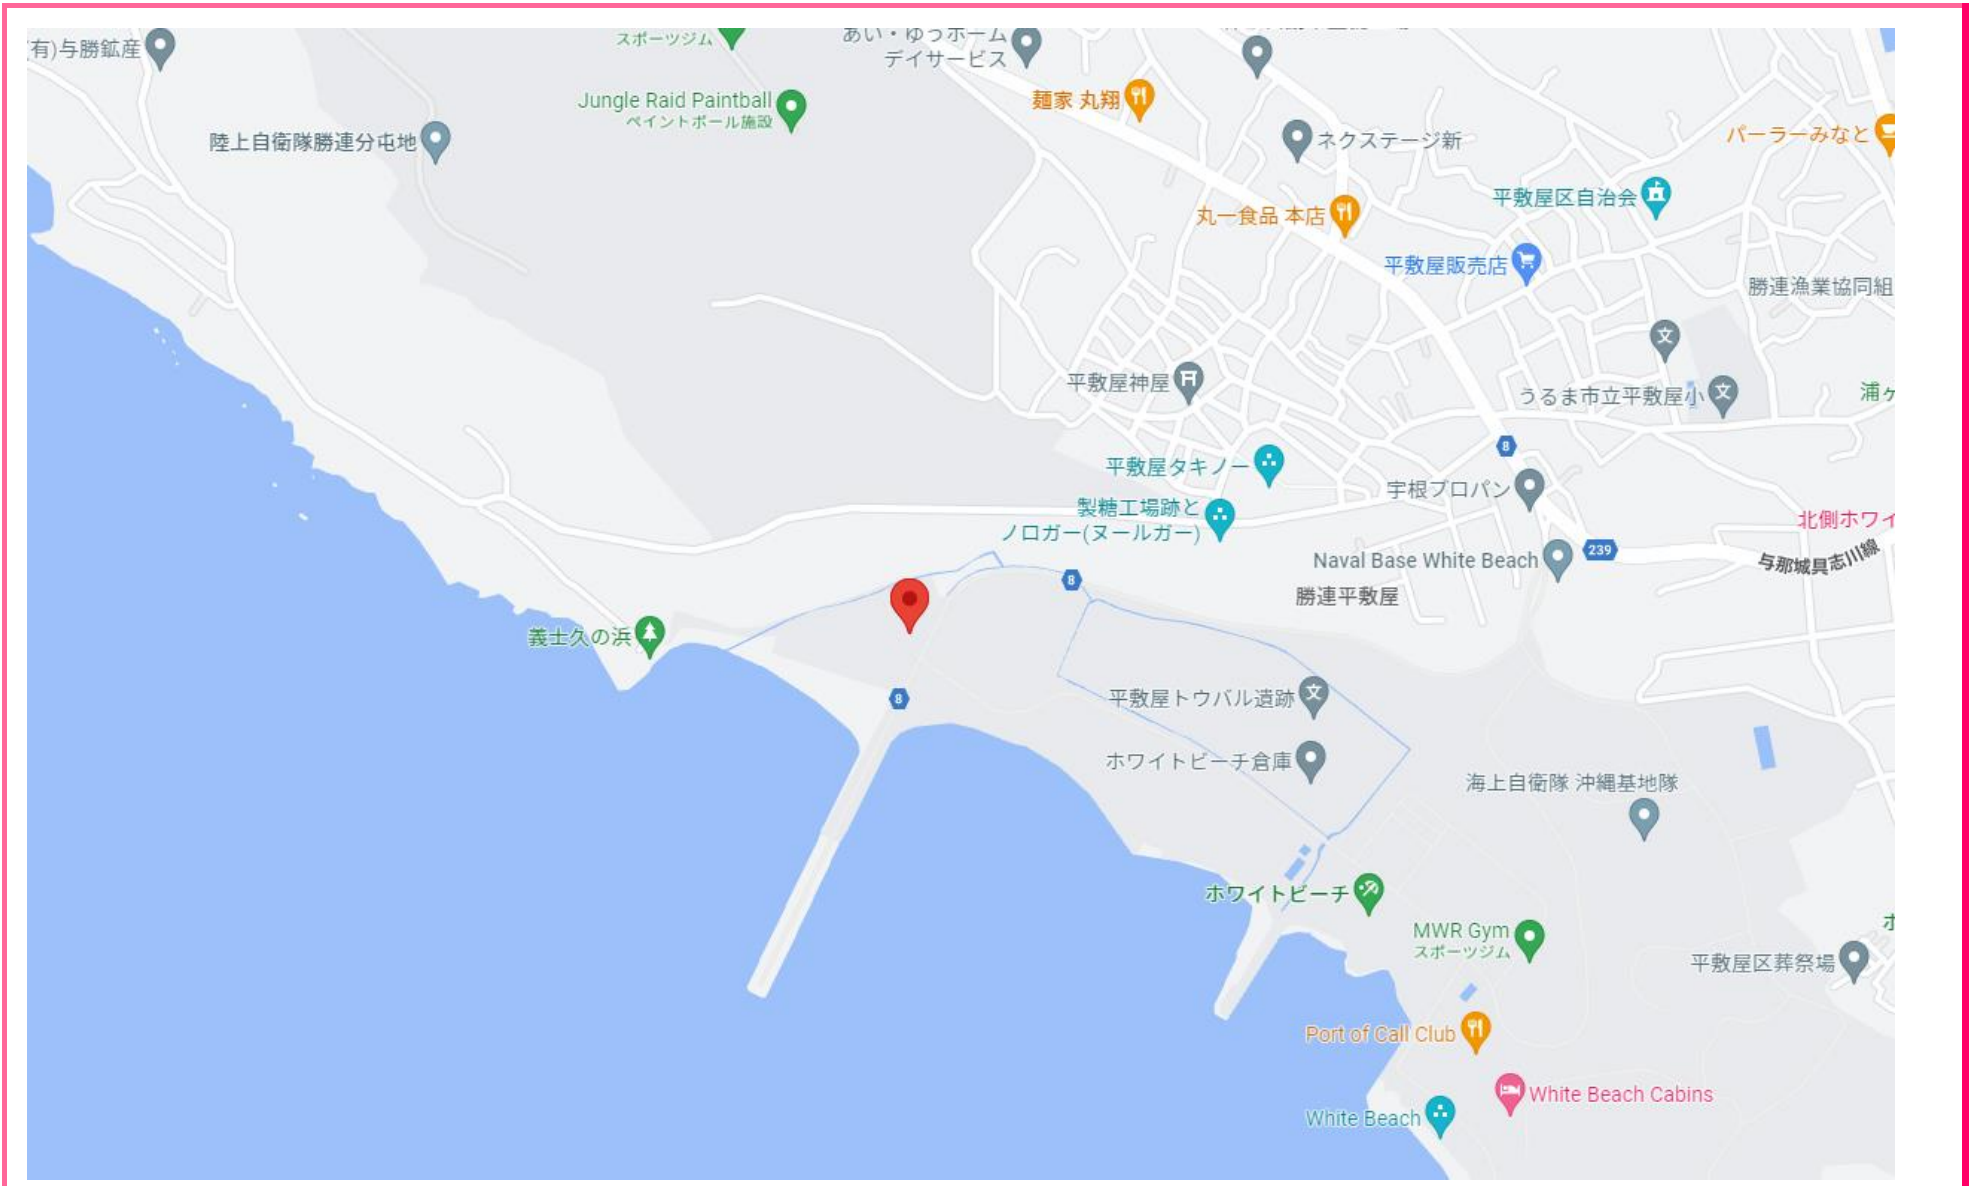 有)与勝鉱産
スポーツジム
あい・ゆうホーム
デイサービス
Jungle Raid Paintball
ペイントボール施設
麺家 丸翔
陸上自衛隊勝連分屯地
ネクステージ新
パーラーみなと
平敷屋区自治会
丸一食品 本店
平敷屋販売店
勝連漁業協同組
文
平敷屋神屋
うるま市立平敷屋小
文
浦ケ
8
平敷屋タキノー
宇根プロパン
製糖工場跡と
ノロガー(ヌールガー)
北側ホワイ
Naval Base White Beach
239
与那城具志川線
8
勝連平敷屋
義士久の浜
8
平敷屋トウバル遺跡
文
ホワイトビーチ倉庫
海上自衛隊 沖縄基地隊
ホワイトビーチ
MWR Gym
スポーツジム
ホ
平敷屋区葬祭場
Port of Call Club
White Beach Cabins
White Beach